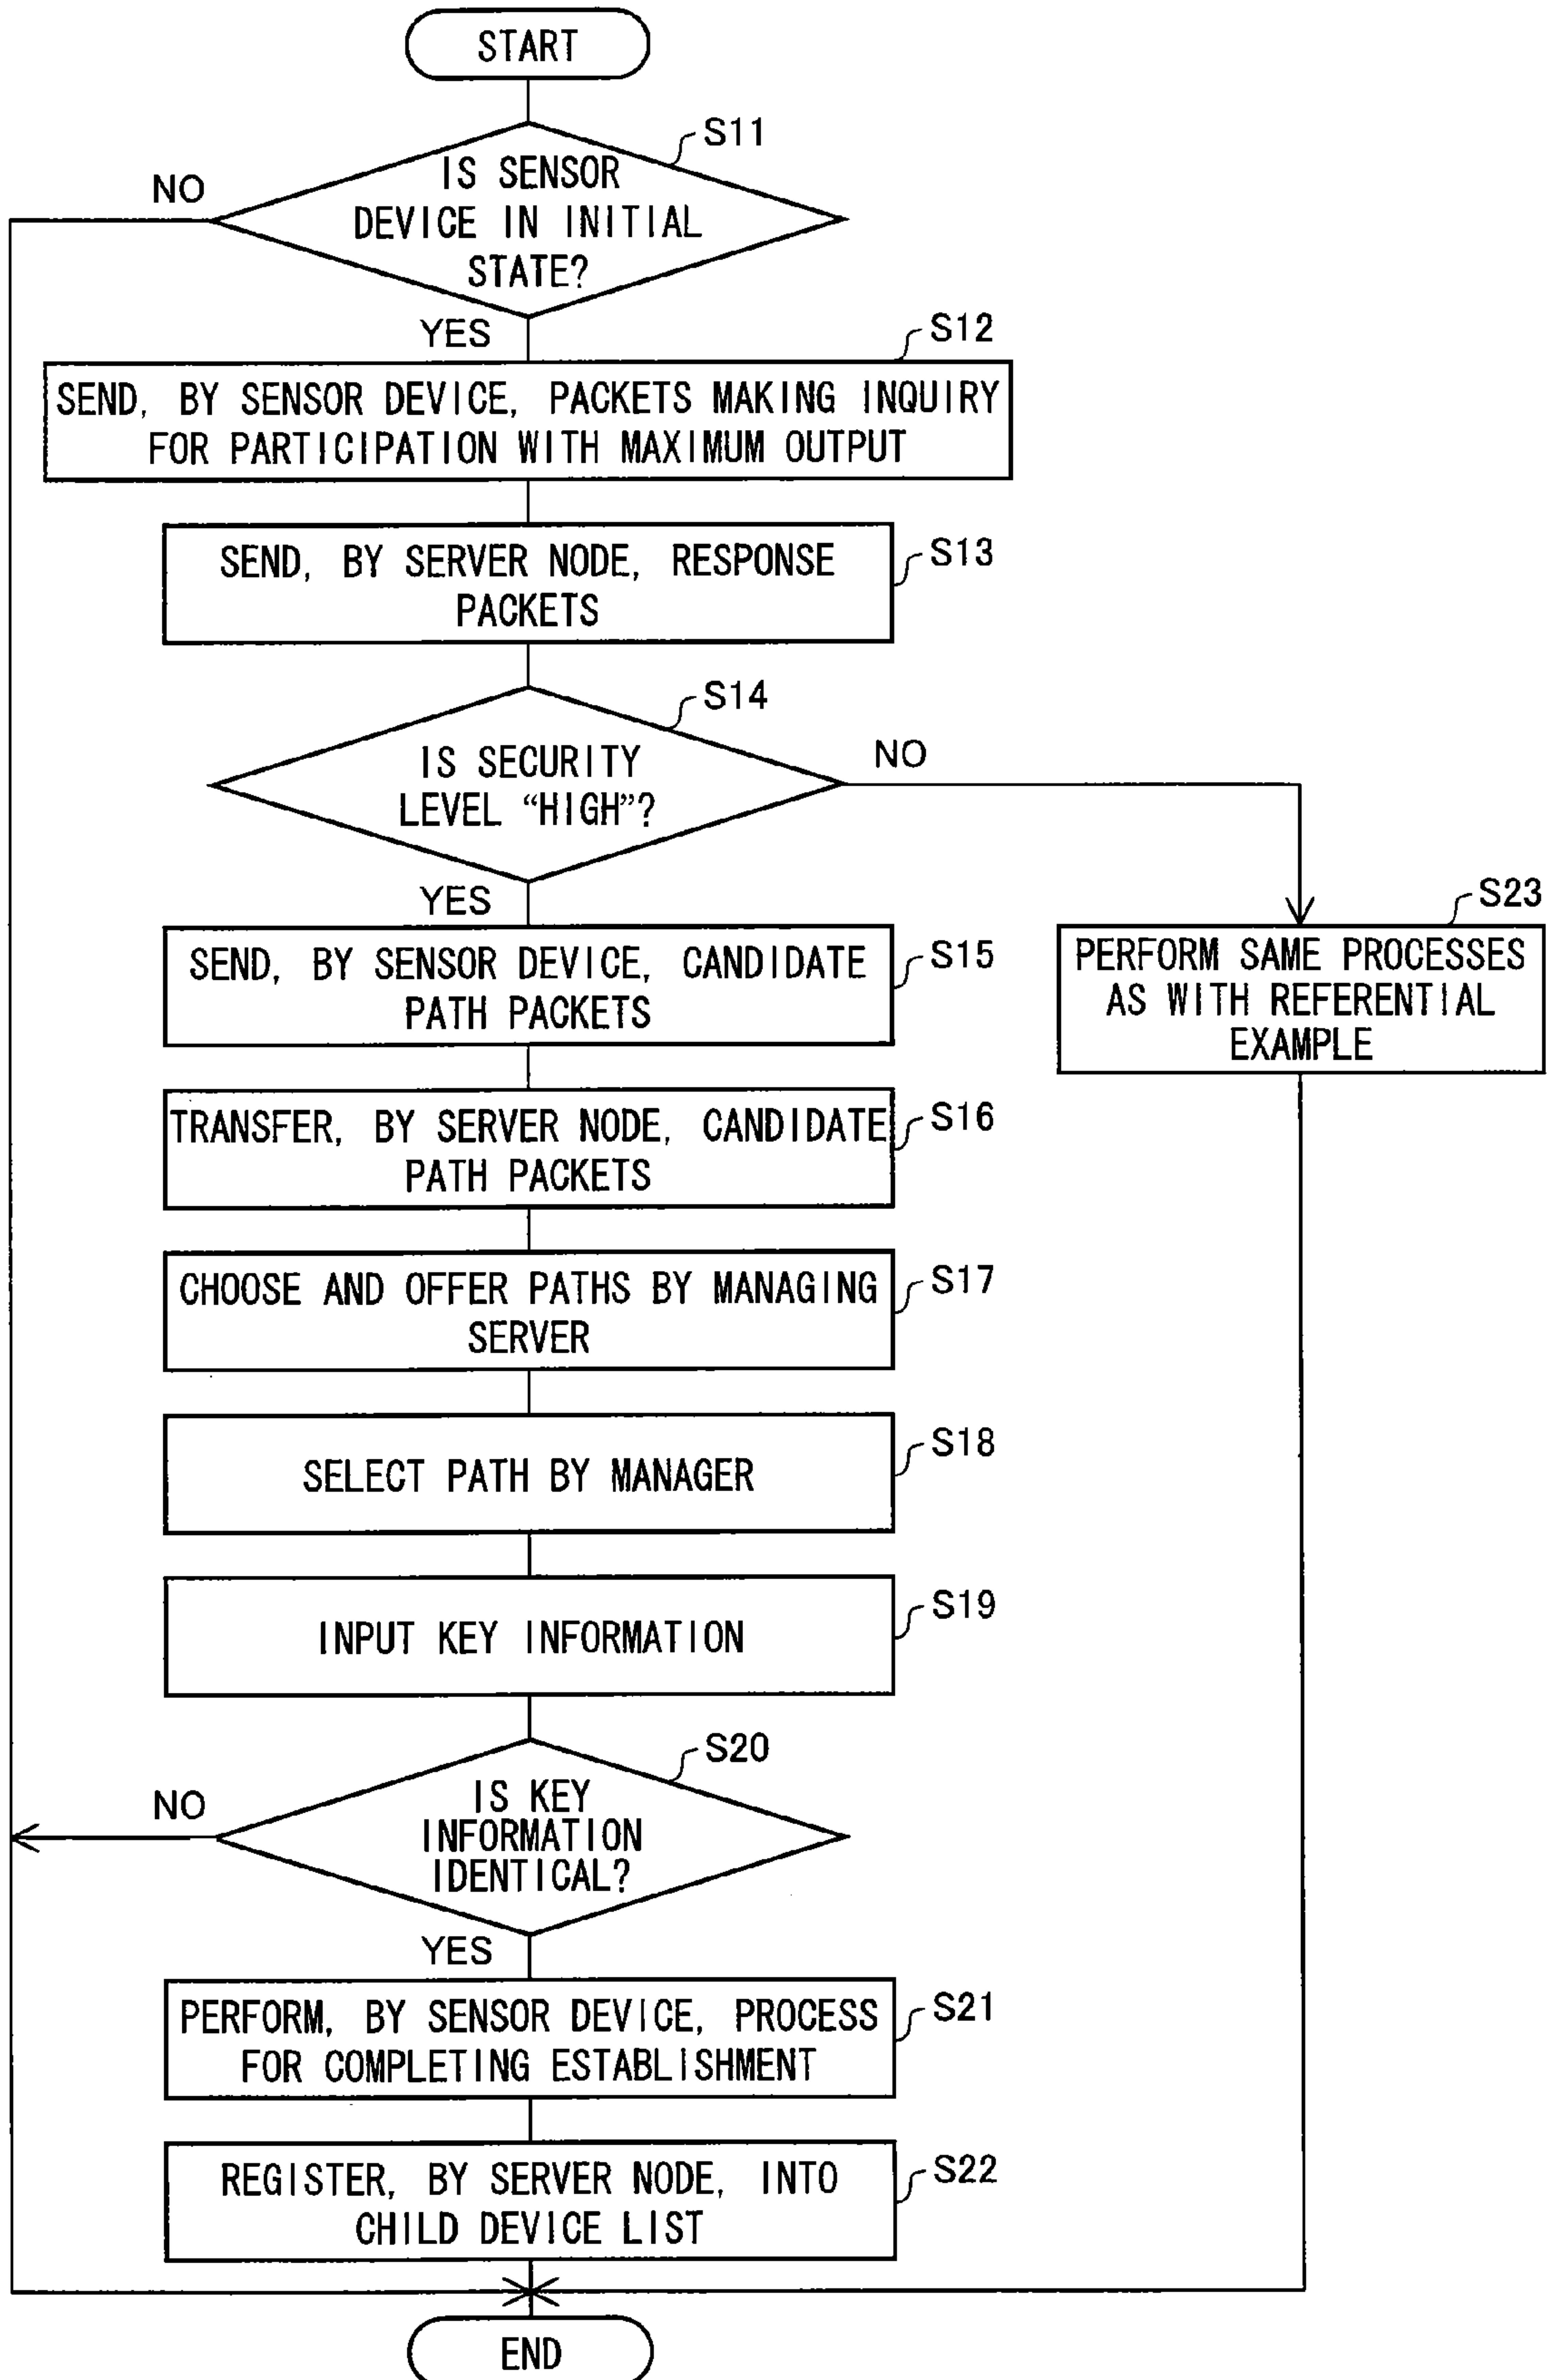 START
S11
NO
IS SENSOR
DEVICE IN INITIAL
STATE?
YES
S12
SEND, BY SENSOR DEVICE, PACKETS MAKING INQUIRY
FOR PARTICIPATION WITH MAXIMUM OUTPUT
S13
SEND, BY SERVER NODE, RESPONSE
PACKETS
S14
IS SECURITY
LEVEL “HIGH”?
NO
YES
S23
PERFORM SAME PROCESSES
AS WITH REFERENTIAL
EXAMPLE
S15
SEND, BY SENSOR DEVICE, CANDIDATE
PATH PACKETS
S16
TRANSFER, BY SERVER NODE, CANDIDATE
PATH PACKETS
S17
CHOOSE AND OFFER PATHS BY MANAGING
SERVER
S18
SELECT PATH BY MANAGER
S19
INPUT KEY INFORMATION
S20
NO
IS KEY
INFORMATION
IDENTICAL?
YES
S21
PERFORM, BY SENSOR DEVICE, PROCESS
FOR COMPLETING ESTABLISHMENT
S22
REGISTER, BY SERVER NODE, INTO
CHILD DEVICE LIST
END